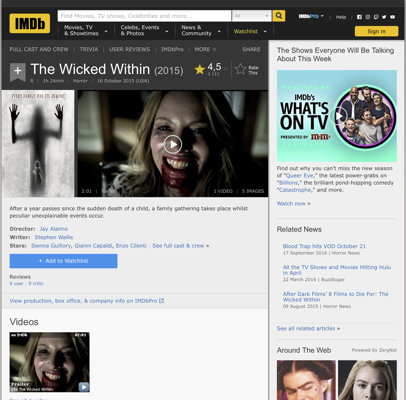 IMDb
Find Movies, TV shows, Celebrities and more...
All
Movies, TV
& Showtimes
Celebs, Events
& Photos
News &
Community
Watchlist
IMDbPro
Help
Sign in
FULL CAST AND CREW | TRIVIA | USER REVIEWS | IMDbPro | MORE
SHARE
The Wicked Within (2015)
4,5
Rate
This
1h 24min | Horror | 16 October 2015 (USA)
EVERY FAMILY HAS ITS DEMONS
2:01 | Trailer
1 VIDEO | 5 IMAGES
After a year passes since the sudden death of a child, a family gathering takes place whilst
peculiar unexplainable events occur.
Director: Jay Alaimo
Writer: Stephen Wallis
Stars: Sienna Guillory, Gianni Capaldi, Enzo Cilenti | See full cast & crew »
+ Add to Watchlist
Reviews
9 user | 9 critic
View production, box office, & company info on IMDbPro
Videos
on IMDb
02:01
Trailer
The Wicked Within
The Shows Everyone Will Be Talking
About This Week
IMDb's
WHAT'S
ON TV
PRESENTED BY m&m's
Find out why you can't miss the new season
of "Queer Eye," the latest power-grabs on
"Billions," the brilliant pond-hopping comedy
"Catastrophe," and more.
Watch now »
Related News
Blood Trap hits VOD October 21
17 September 2016 | Horror News
All the TV Shows and Movies Hitting Hulu
in April
22 March 2016 | BuzzSugar
After Dark Films' 8 Films to Die For: The
Wicked Within
09 August 2015 | Horror News
See all related articles »
Around The Web
Powered by ZergNet